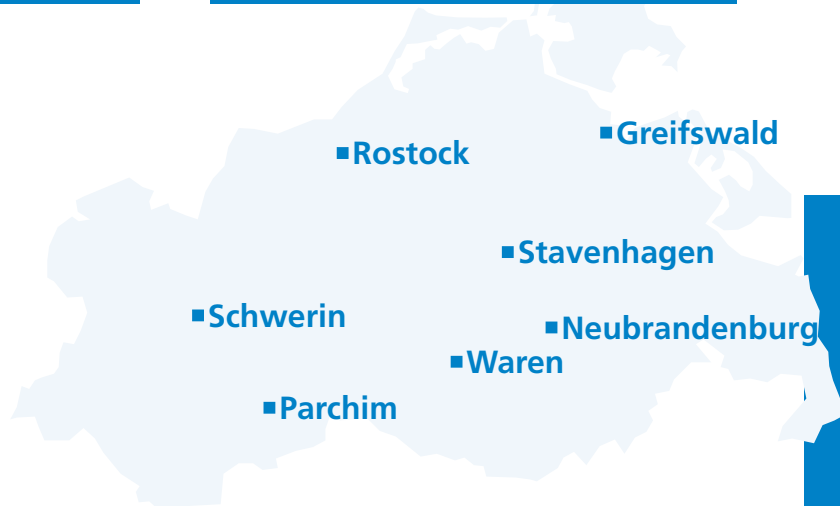 Greifswald
Rostock
Stavenhagen
Schwerin
Neubrandenburg
Waren
Parchim